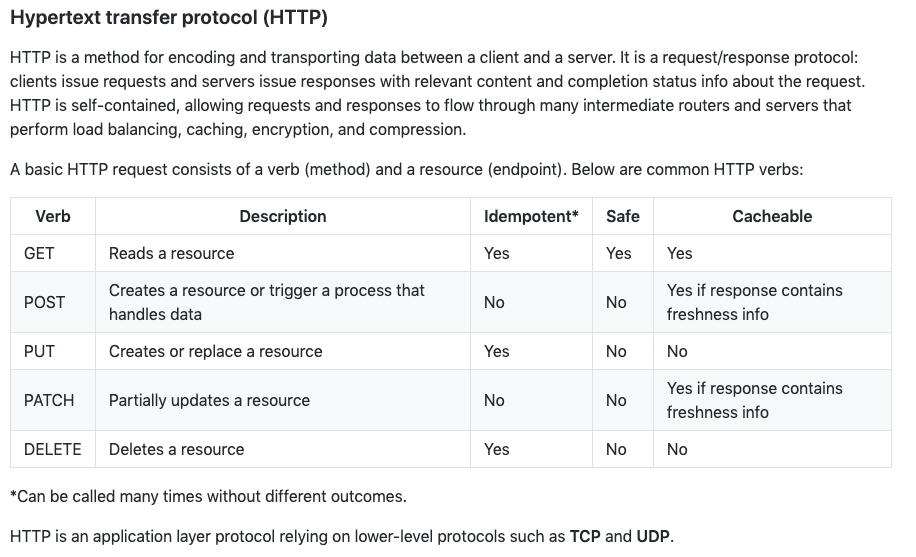 Hypertext transfer protocol (HTTP)
HTTP is a method for encoding and transporting data between a client and a server. It is a request/response protocol:
clients issue requests and servers issue responses with relevant content and completion status info about the request.
HTTP is self-contained, allowing requests and responses to flow through many intermediate routers and servers that
perform load balancing, caching, encryption, and compression.
A basic HTTP request consists of a verb (method) and a resource (endpoint). Below are common HTTP verbs:
Verb Description Idempotent* Safe Cacheable
GET Reads a resource Yes Yes Yes
POST Creates a resource or trigger a process that handles data No No Yes if response contains freshness info
PUT Creates or replace a resource Yes No No
PATCH Partially updates a resource No No Yes if response contains freshness info
DELETE Deletes a resource Yes No No
*Can be called many times without different outcomes.
HTTP is an application layer protocol relying on lower-level protocols such as TCP and UDP.